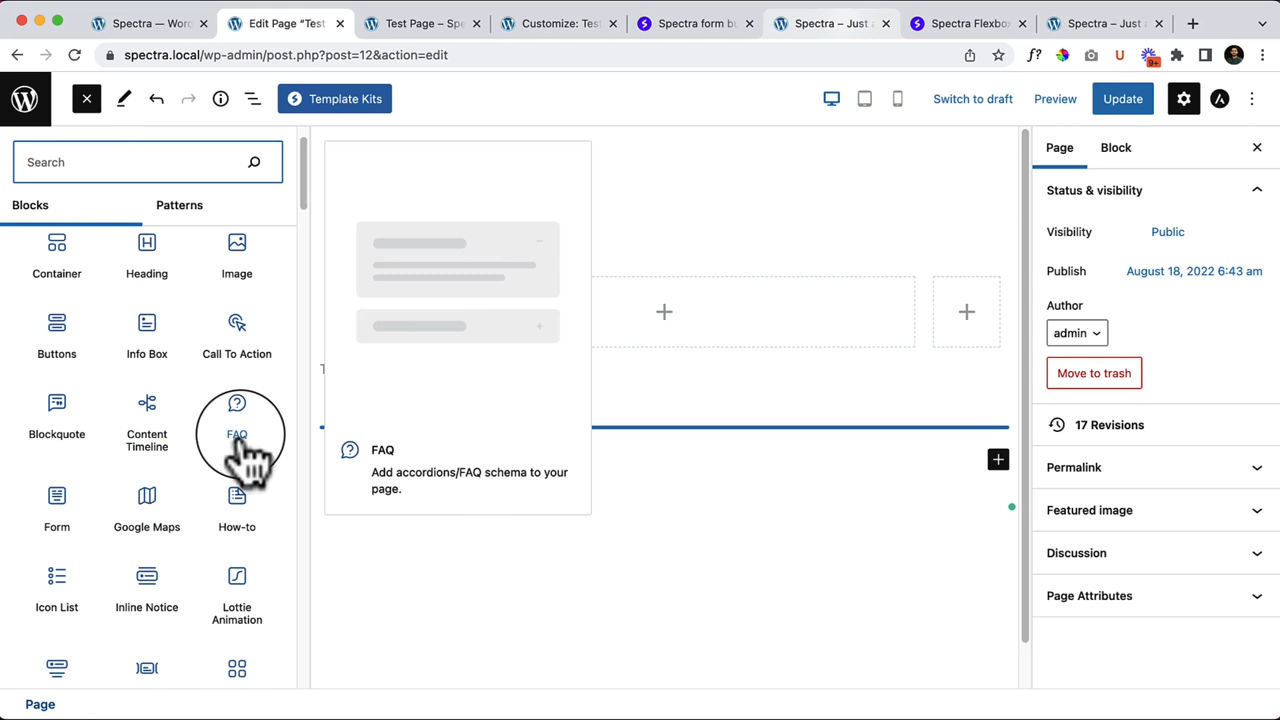 Spectra — Word
Edit Page “Test
Test Page – Spe
Customize: Tes
Spectra form bu
Spectra – Just a
Spectra Flexbo
Spectra – Just a
spectra.local/wp-admin/post.php?post=12&action=edit
f?
U
9+
Template Kits
Switch to draft
Preview
Update
Search
Blocks
Patterns
Container
Heading
Image
Buttons
Info Box
Call To Action
Blockquote
Content
Timeline
FAQ
Form
Google Maps
How-to
Icon List
Inline Notice
Lottie
Animation
FAQ
Add accordions/FAQ schema to your
page.
T
Page
Block
Status & visibility
Visibility
Public
Publish
August 18, 2022 6:43 am
Author
admin
Move to trash
17 Revisions
Permalink
Featured image
Discussion
Page Attributes
Page